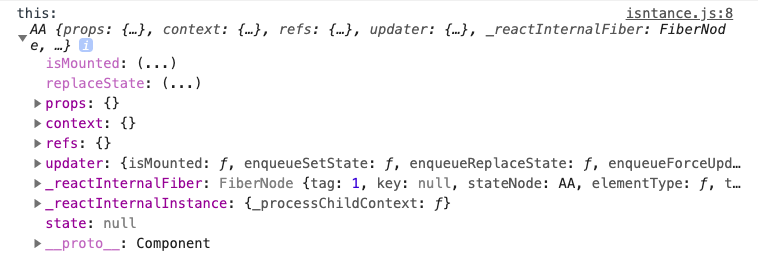 this: isntance.js:8
AA {props: {…}, context: {…}, refs: {…}, updater: {…}, _reactInternalFiber: FiberNod
e, …} i
isMounted: (...)
replaceState: (...)
props: {}
context: {}
refs: {}
updater: {isMounted: ƒ, enqueueSetState: ƒ, enqueueReplaceState: ƒ, enqueueForceUpd…
_reactInternalFiber: FiberNode {tag: 1, key: null, stateNode: AA, elementType: ƒ, t…
_reactInternalInstance: {_processChildContext: ƒ}
state: null
__proto__: Component